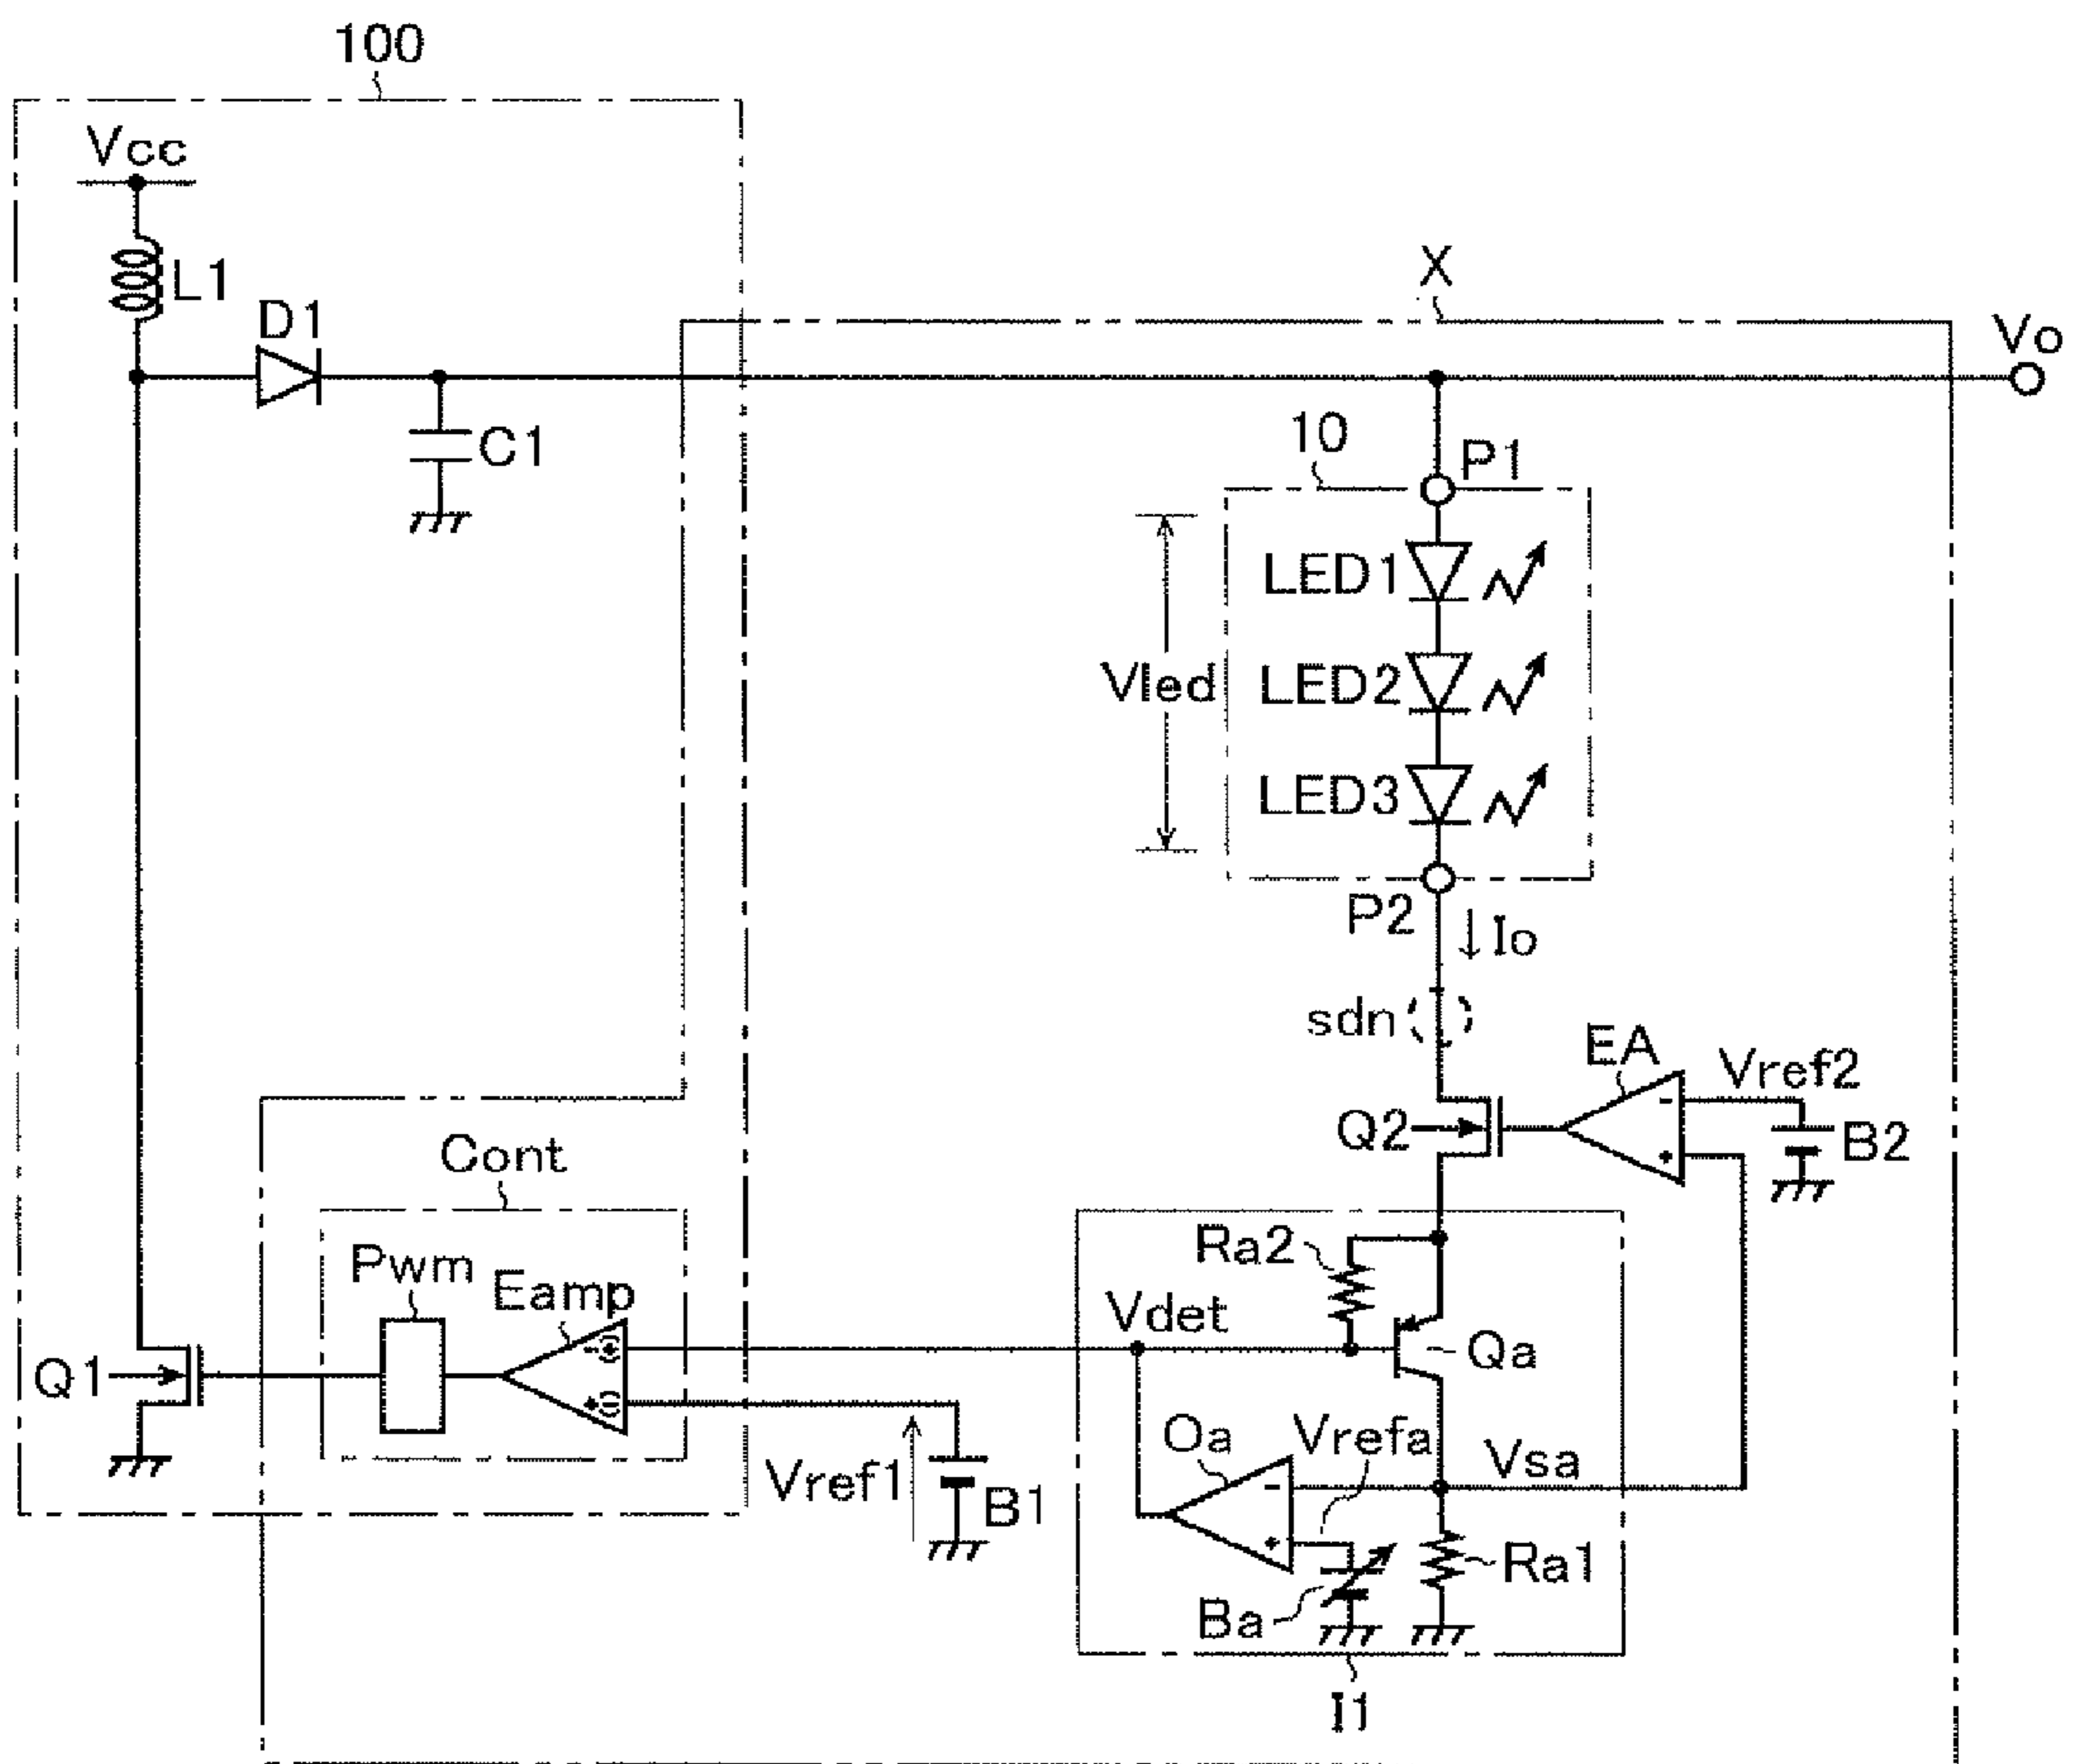 100
Vcc
L1
D1
C1
X
Vo
10
P1
LED1
Vled
LED2
LED3
P2
Io
sdn
EA
Vref2
Q2
-
+
B2
Cont
Pwm
Eamp
-(+)
+(-)
Q1
Vref1
B1
Ra2
Vdet
Qa
Oa
Vrefa
Vsa
-
+
Ba
Ra1
I1